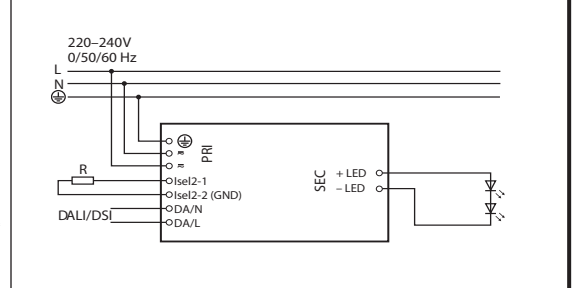 220–240V
0/50/60 Hz
L
N
PRI
≂
≂
R
Isel2-1
Isel2-2 (GND)
DALI/DSI
DA/N
DA/L
SEC
+ LED
– LED